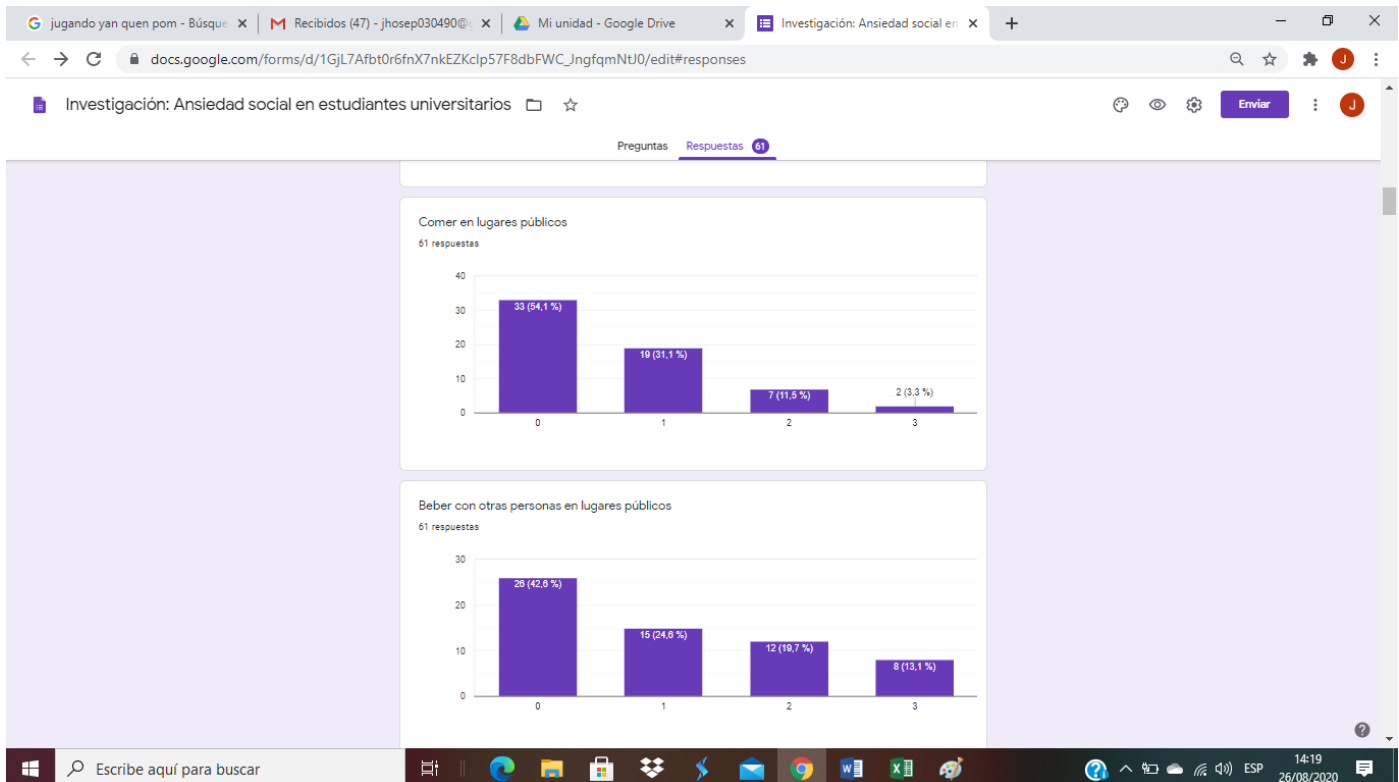 jugando yan quen pom - Búsque
Recibidos (47) - jhosep030490@g
Mi unidad - Google Drive
Investigación: Ansiedad social en
docs.google.com/forms/d/1GjL7Afbt0r6fnX7nkEZKcIp57F8dbFWC_JngfqmNtJ0/edit#responses
J
Investigación: Ansiedad social en estudiantes universitarios
Enviar
J
Preguntas Respuestas 61
Comer en lugares públicos
61 respuestas
40
30
20
10
0
33 (54,1 %)
19 (31,1 %)
7 (11,5 %)
2 (3,3 %)
0 1 2 3
Beber con otras personas en lugares públicos
61 respuestas
30
20
10
0
26 (42,6 %)
15 (24,6 %)
12 (19,7 %)
8 (13,1 %)
0 1 2 3
Escribe aquí para buscar
ESP
14:19
26/08/2020